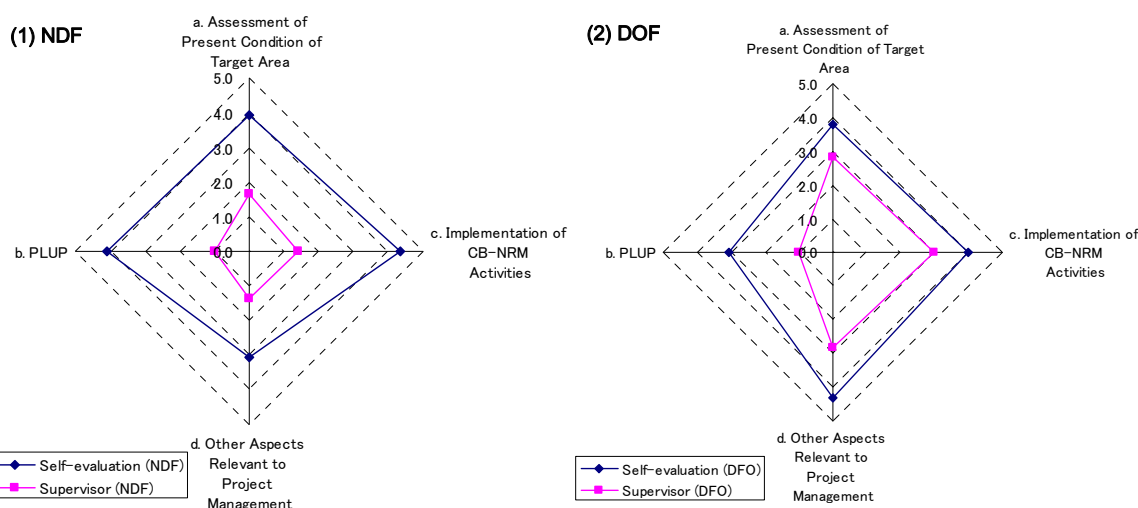 (1) NDF
a. Assessment of
Present Condition of
Target Area
5.0
4.0
3.0
2.0
1.0
0.0
b. PLUP
c. Implementation of
CB-NRM
Activities
d. Other Aspects
Relevant to
Project
Management
Self-evaluation (NDF)
Supervisor (NDF)
(2) DOF
a. Assessment of
Present Condition of Target
Area
5.0
4.0
3.0
2.0
1.0
0.0
b. PLUP
c. Implementation of
CB-NRM
Activities
d. Other Aspects
Relevant to
Project
Management
Self-evaluation (DFO)
Supervisor (DFO)